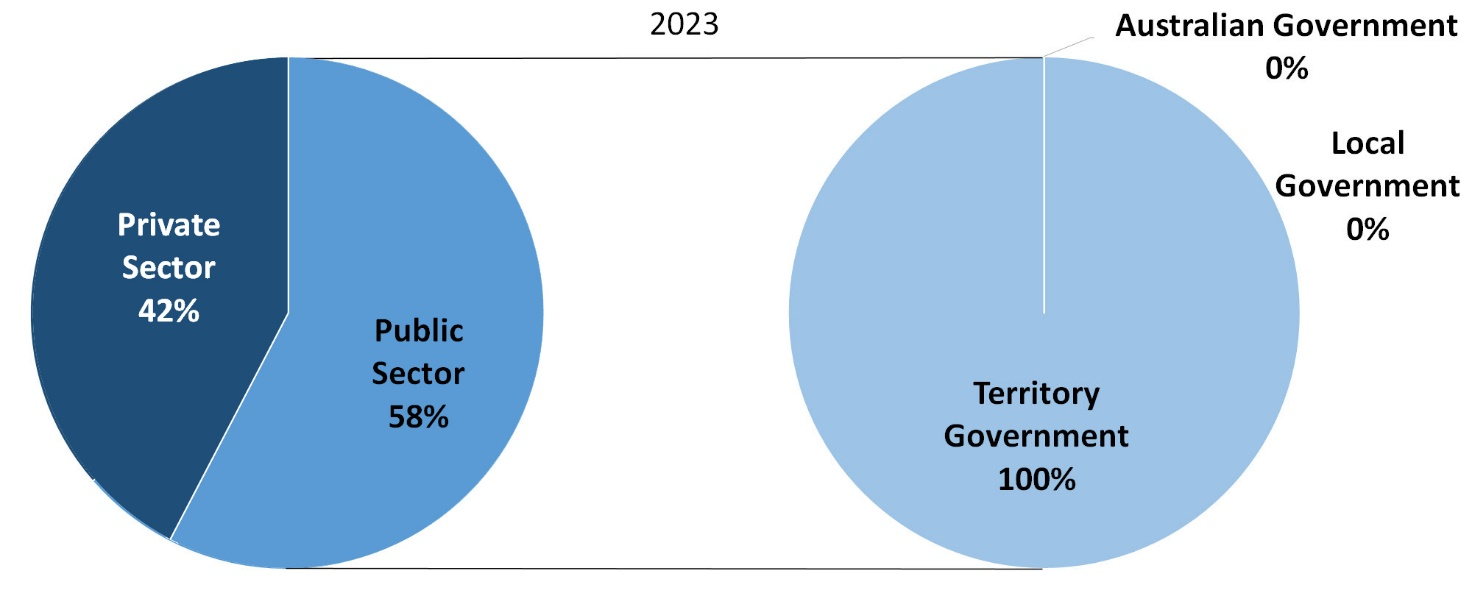 2023
Australian Government
0%
Local
Government
0%
Private
Sector
42%
Public
Sector
58%
Territory
Government
100%